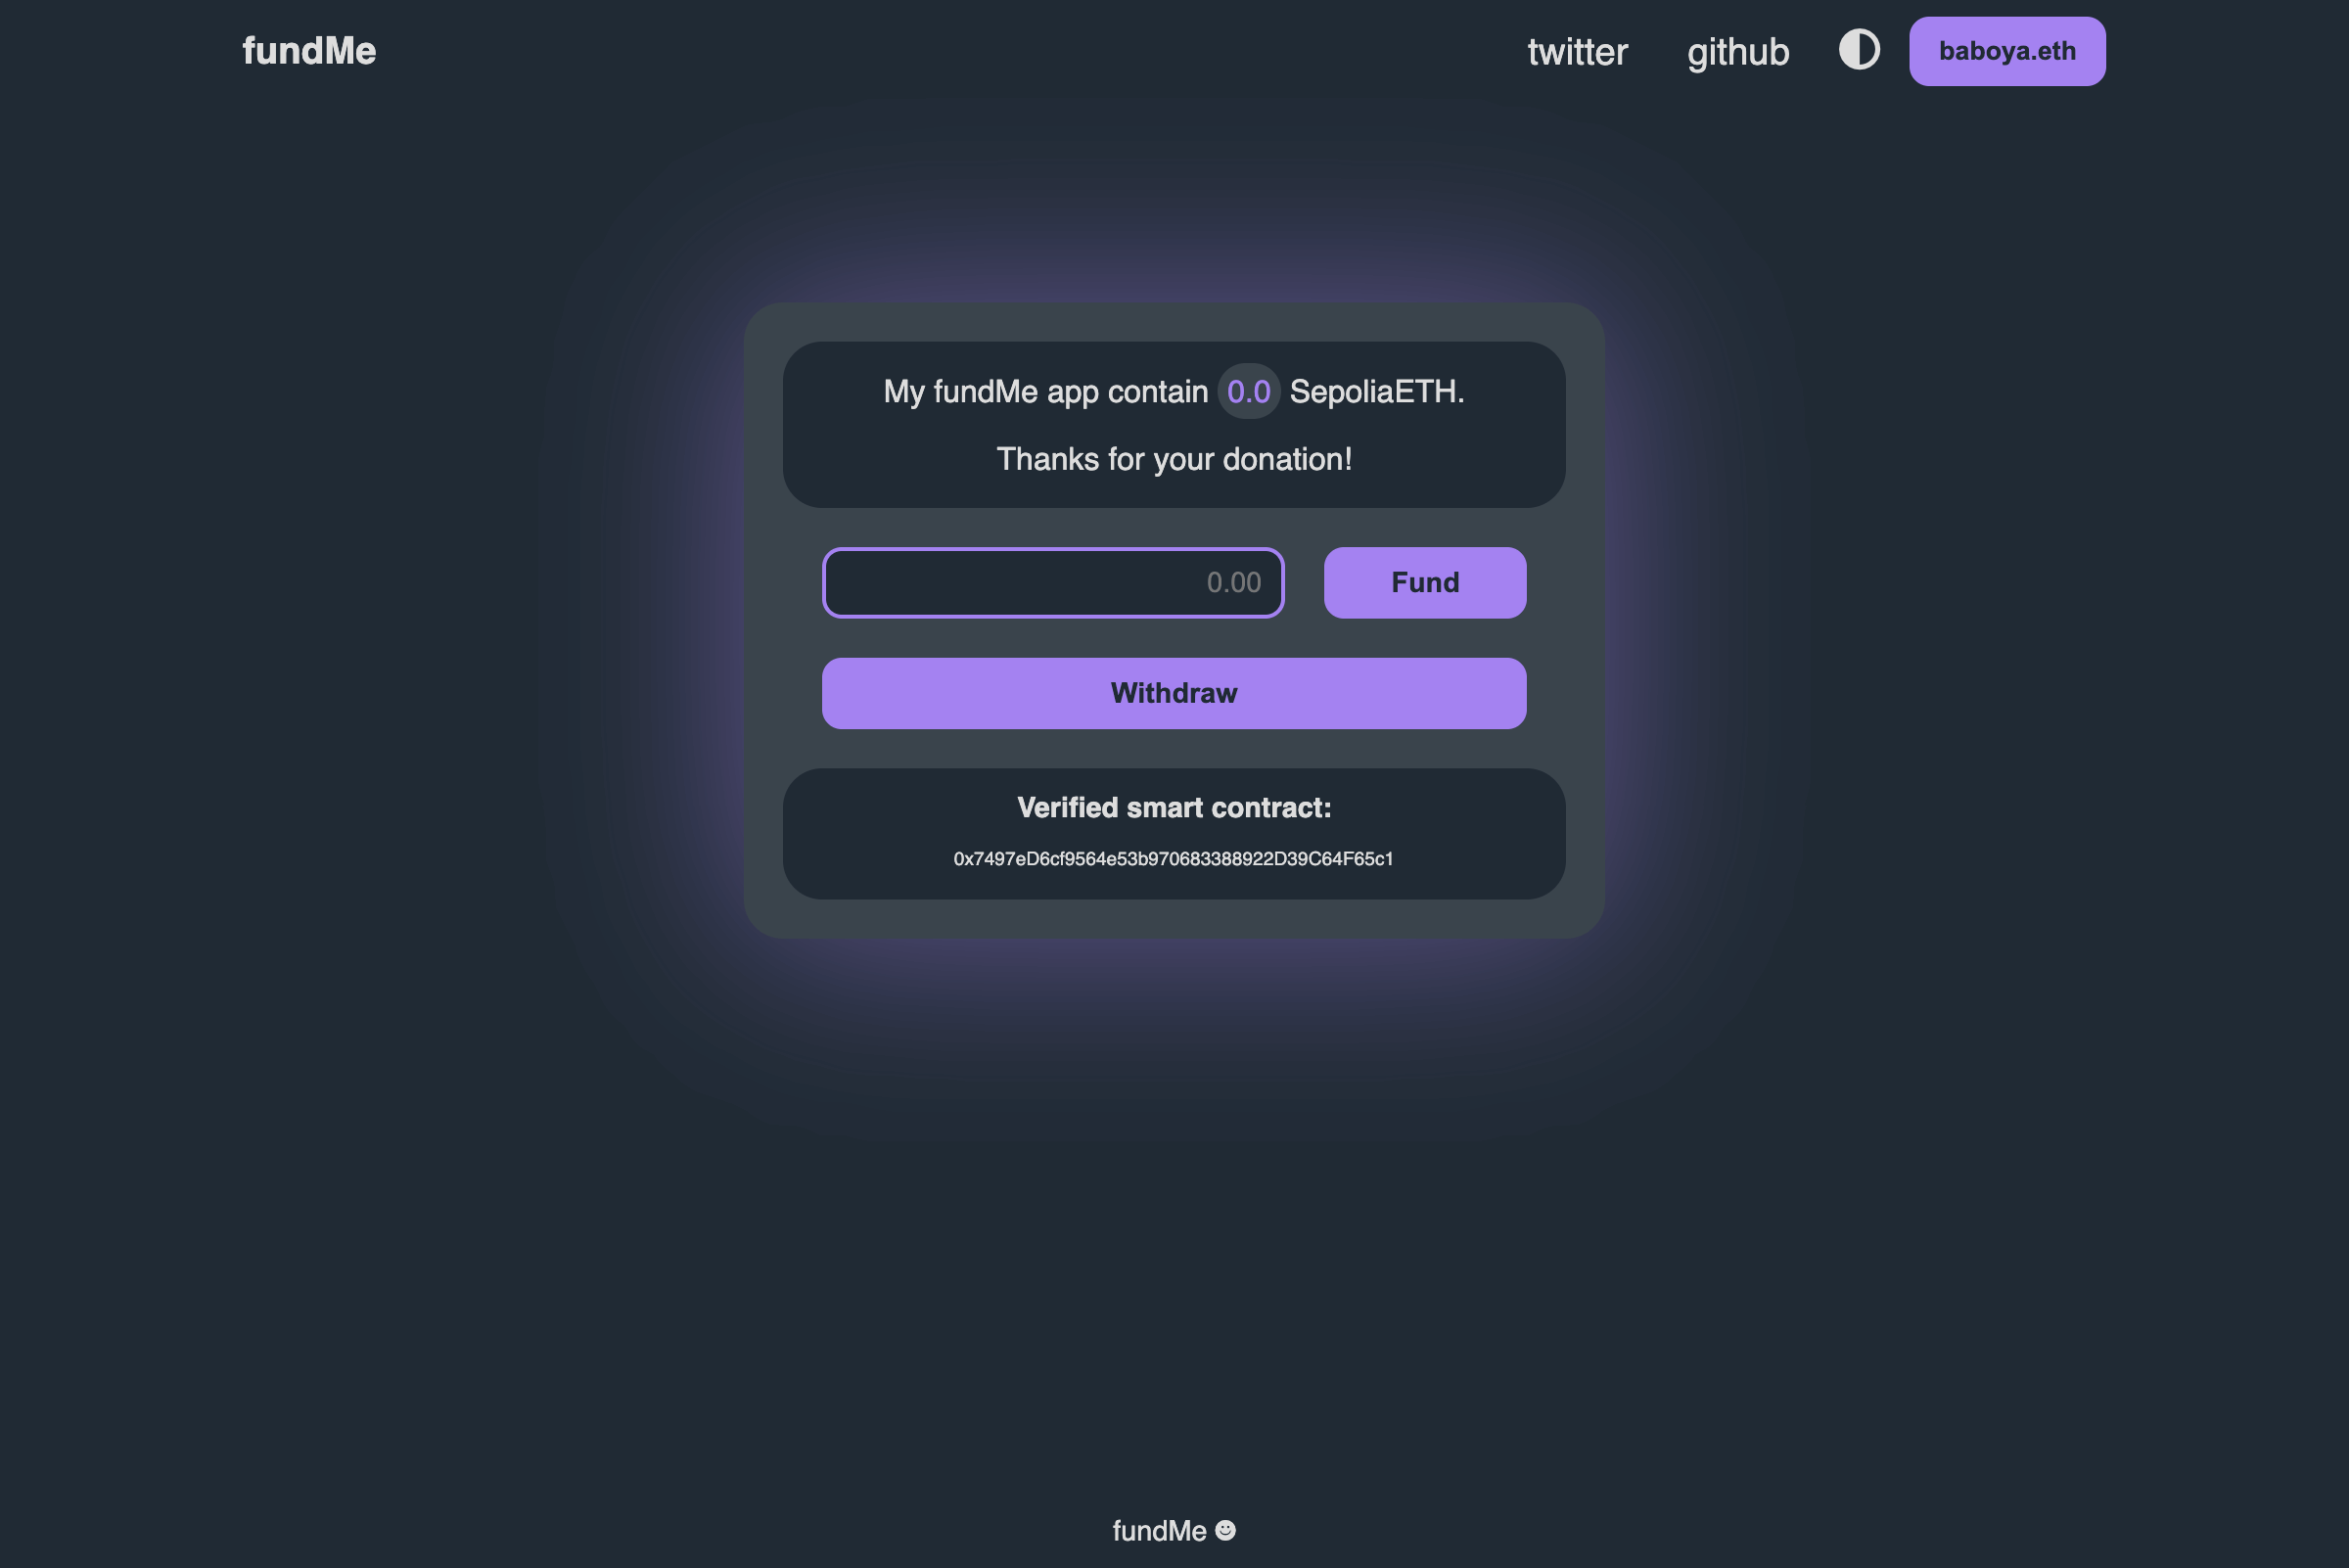 fundMe
twitter github baboya.eth
My fundMe app contain 0.0 SepoliaETH.
Thanks for your donation!
0.00 Fund
Withdraw
Verified smart contract:
0x7497eD6cf9564e53b970683388922D39C64F65c1
fundMe ☻